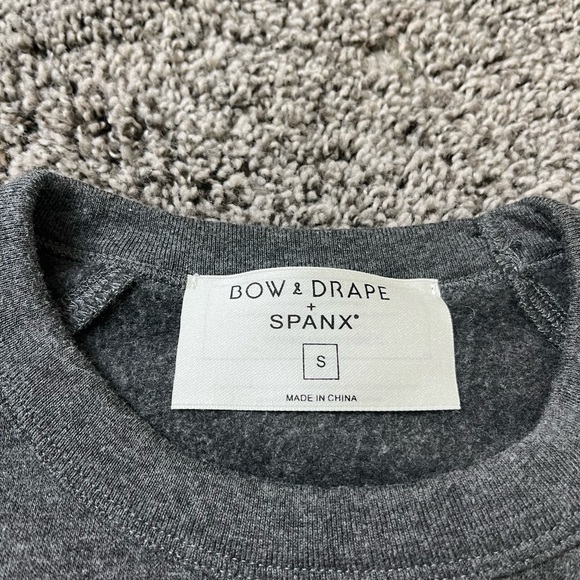 BOW & DRAPE
+
SPANX®
S
MADE IN CHINA